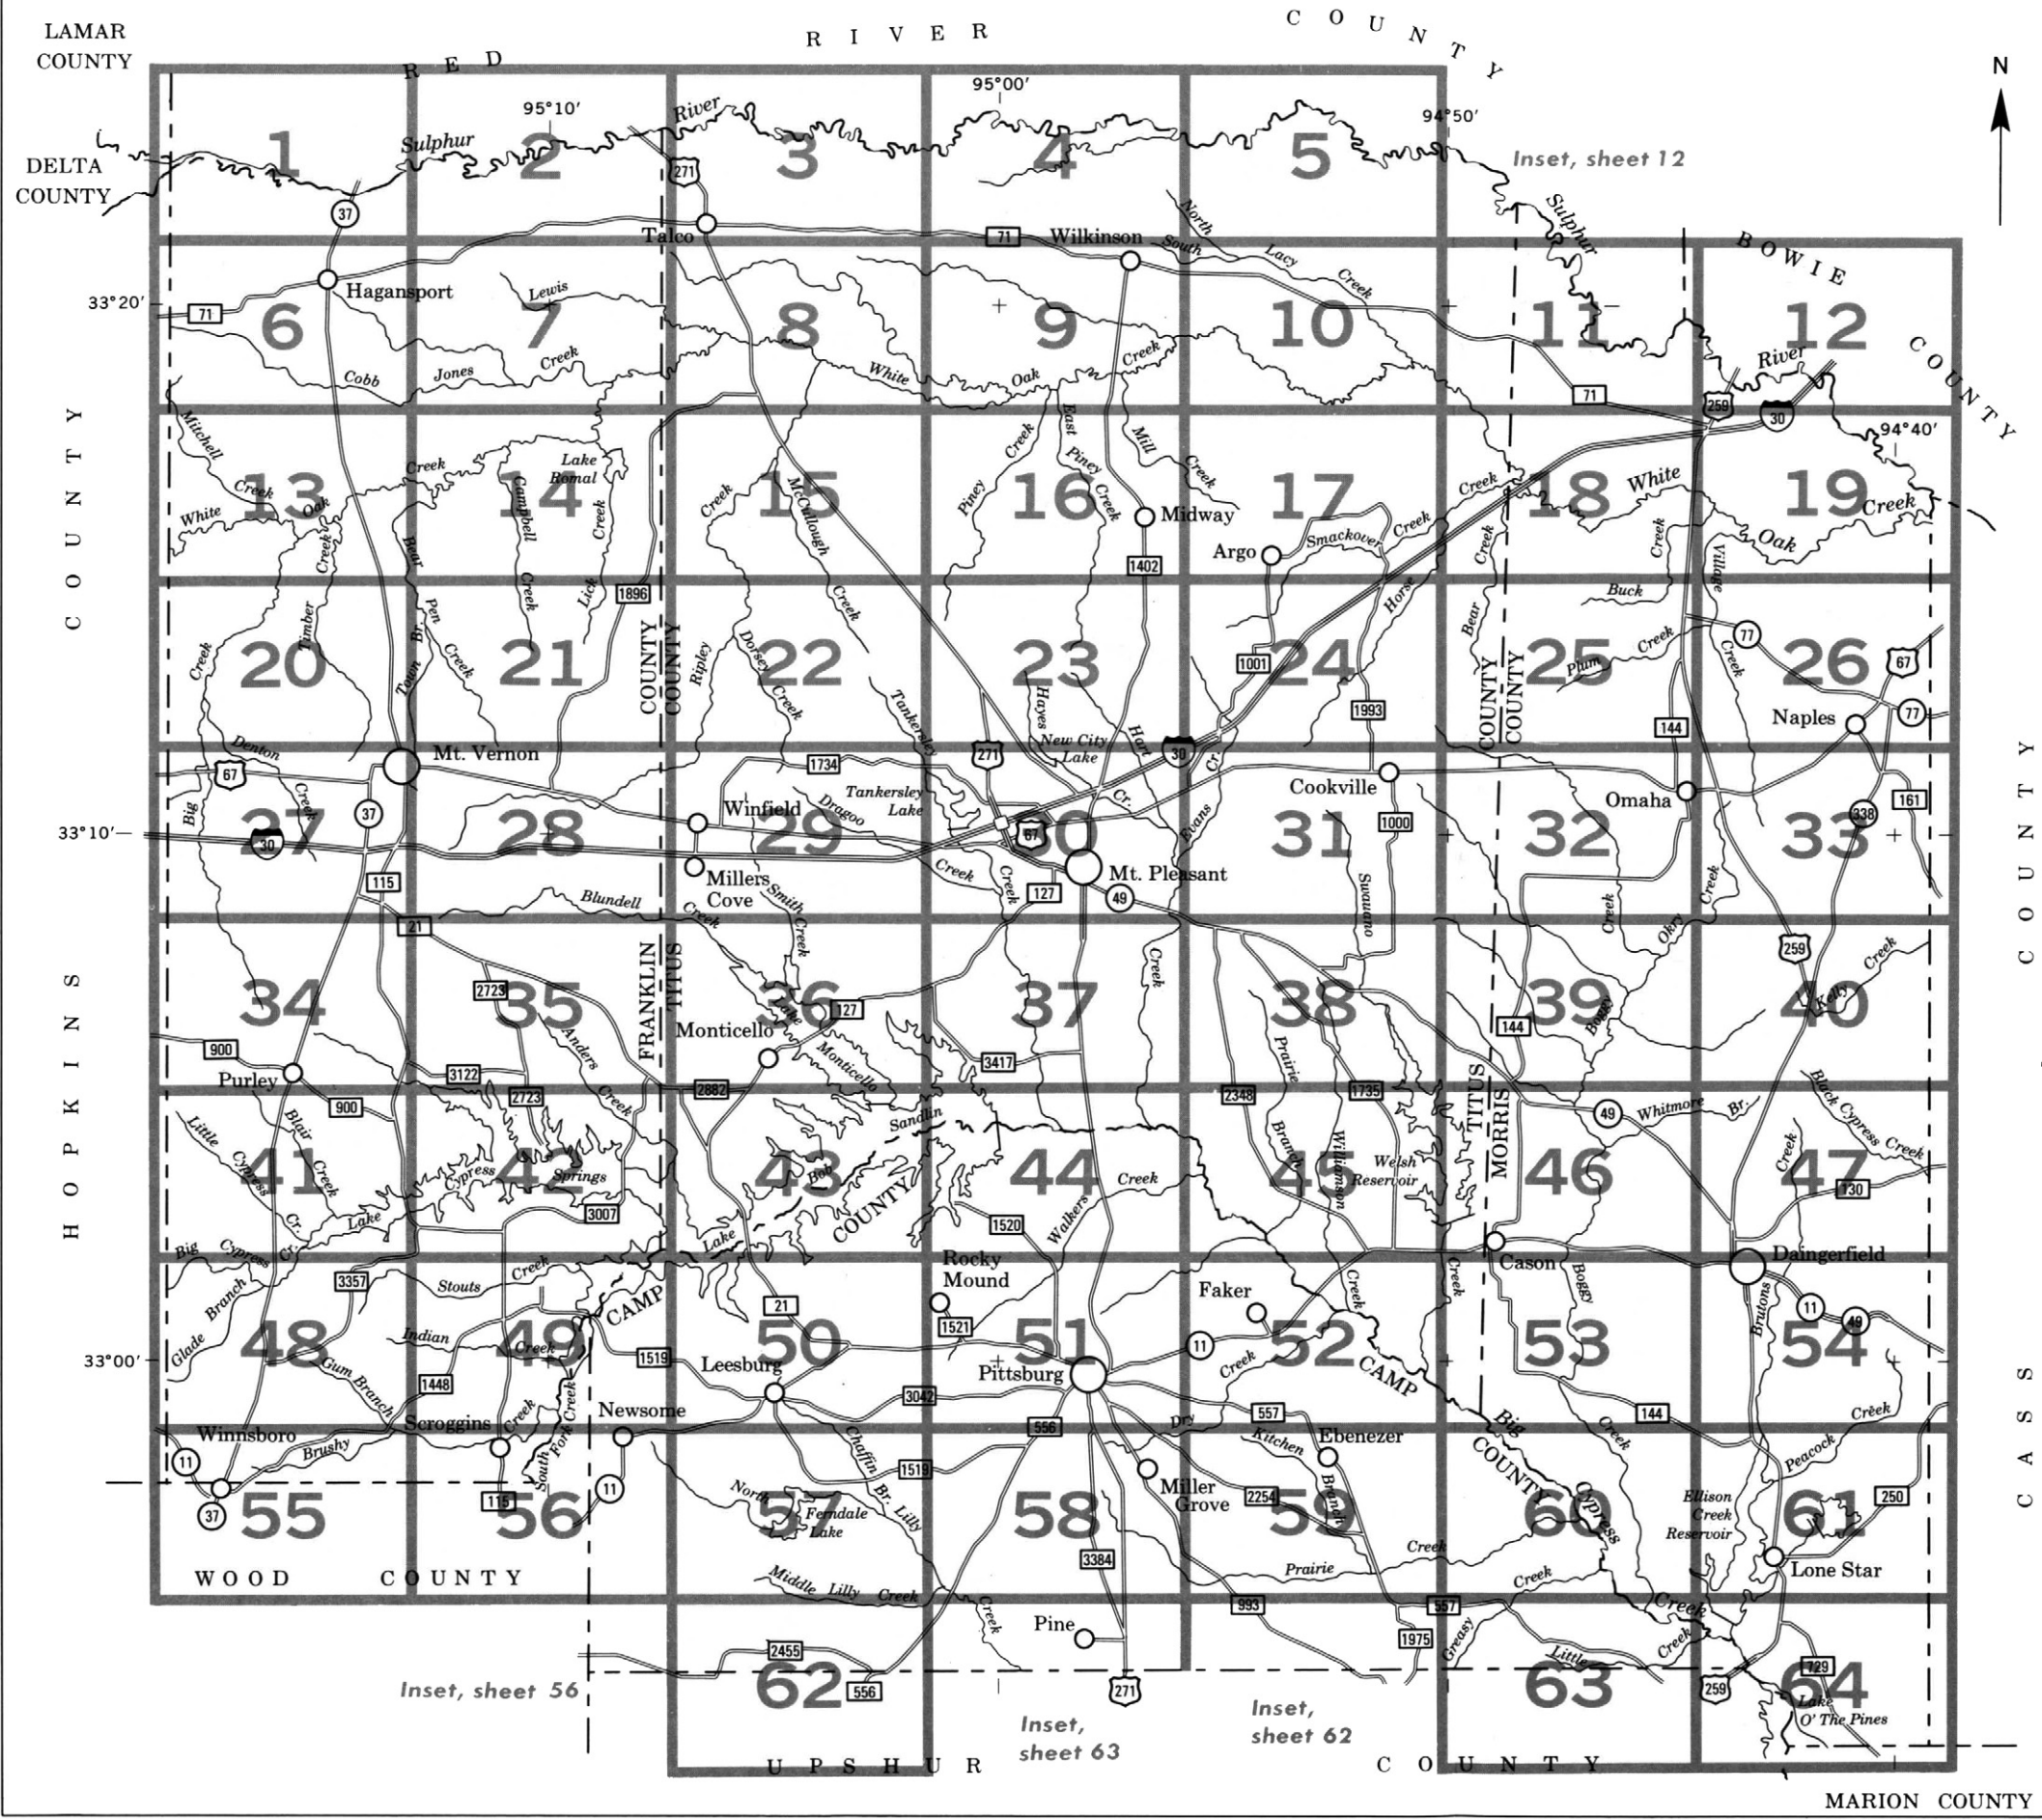 LAMAR
COUNTY
RED RIVER COUNTY
N
95°10'
95°00'
94°50'
DELTA
COUNTY
Sulphur
River
1
2
3
4
5
Inset, sheet 12
271
37
Talco
71
Wilkinson
North
South
Lacy
Creek
Sulphur
BOWIE
COUNTY
33°20'
71
Hagansport
Lewis
6
7
8
9
10
11
12
Cobb
Jones
Creek
White
Oak
Creek
River
71
259
30
94°40'
COUNTY
Mitchell
Creek
White
Oak
Creek
Creek
Lake
Romal
Campbell
Creek
Lick
Creek
13
14
15
16
17
18
19
Creek
McCullough
Creek
Piney
Creek
East
Piney
Creek
Mill
Creek
Midway
Argo
Smackover
Creek
Creek
White
Oak
Creek
1402
1896
Timber
Bear
Pen
Creek
Town Br.
Horse
Bear
Creek
Buck
Creek
Village
Creek
77
Plum
Creek
67
20
21
22
23
24
25
26
Creek
Big
COUNTY
COUNTY
Ripley
Dorsey
Creek
Tankersley
Hayes
Hart
Cr.
1001
1993
COUNTY
COUNTY
144
Naples
77
Denton
Creek
67
Mt. Vernon
1734
271
New City
Lake
30
Cr.
Cookville
Omaha
161
338
33°10'
30
37
Winfield
Dragoo
Creek
Tankersley
Lake
67
Evans
1000
27
28
29
30
31
32
33
115
Millers
Cove
Mt. Pleasant
127
49
Blundell
Creek
Smith
Creek
Creek
Swauano
Creek
Okry
Creek
21
FRANKLIN
TITUS
Creek
259
34
35
36
37
38
39
40
2723
Lake
127
144
Boggy
Kelly
Creek
900
Purley
Anders
Creek
Monticello
Monticello
3417
Prairie
Branch
HOPKINS
COUNTY
3122
900
2723
2882
Sandlin
2348
1735
TITUS
MORRIS
49
Whitmore Br.
Black Cypress Creek
Little
Cypress
Cr.
Blair
Creek
Cypress
Springs
Lake
Bob
Lake
COUNTY
Williamson
Creek
Welsh
Reservoir
Creek
41
42
43
44
45
46
47
130
3007
1520
Walkers
Creek
Big
Cypress
Cr.
Glade
Branch
3357
Stouts
Creek
CAMP
Rocky
Mound
Cason
Boggy
Creek
Daingerfield
21
1521
Faker
11
Brutons
11
49
48
49
50
51
52
53
54
33°00'
Indian
Creek
1519
Leesburg
Pittsburg
Creek
CAMP
Gum Branch
1448
3042
South
Fork
Creek
Newsome
556
Dry
557
144
Creek
Winnsboro
Scroggins
Creek
Brushy
11
37
11
115
Chaffin
Br.
Lilly
Creek
1519
Kitchen
Branch
Ebenezer
Big
COUNTY
Cypress
Creek
Peacock
North
Ferndale
Lake
Miller
Grove
2254
Ellison
Creek
Reservoir
250
55
56
57
58
59
60
61
3384
Prairie
Creek
Lone Star
WOOD COUNTY
Middle Lilly Creek
Pine
993
557
Greasy
Creek
1975
Little
Creek
2455
556
271
259
729
62
63
64
Lake
O' The Pines
Inset, sheet 56
Inset,
sheet 63
Inset,
sheet 62
CASS
COUNTY
UPSHUR COUNTY
MARION COUNTY